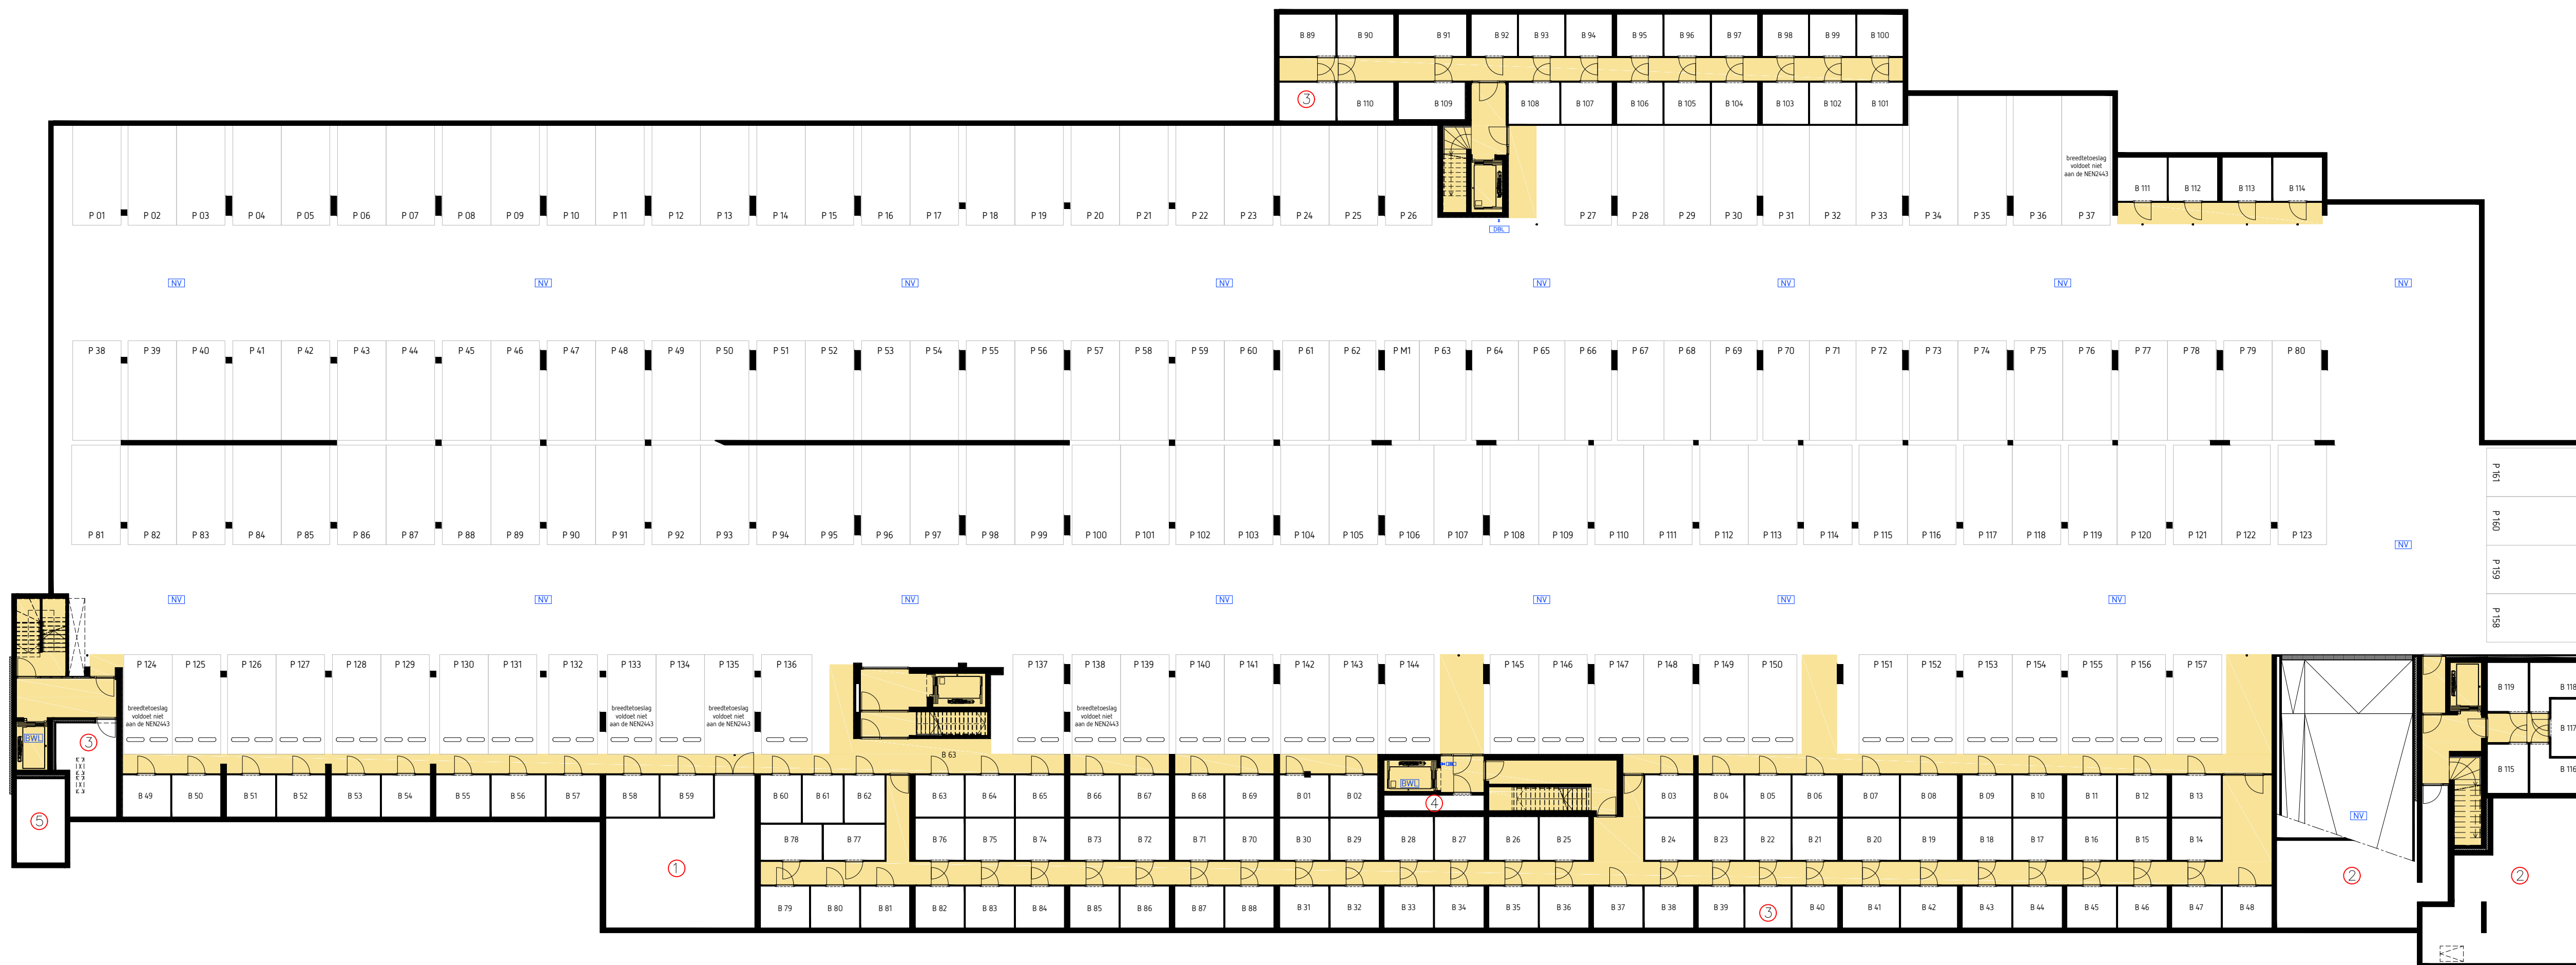 B 89 B 90 B 91 B 92 B 93 B 94 B 95 B 96 B 97 B 98 B 99 B 100
3 B 110 B 109 B 108 B 107 B 106 B 105 B 104 B 103 B 102 B 101
breedtetoeslag
voldoet niet
aan de NEN2443
B 111 B 112 B 113 B 114
P 01 P 02 P 03 P 04 P 05 P 06 P 07 P 08 P 09 P 10 P 11 P 12 P 13 P 14 P 15 P 16 P 17 P 18 P 19 P 20 P 21 P 22 P 23 P 24 P 25 P 26 P 27 P 28 P 29 P 30 P 31 P 32 P 33 P 34 P 35 P 36 P 37
DBL
NV NV NV NV NV NV NV NV
P 38 P 39 P 40 P 41 P 42 P 43 P 44 P 45 P 46 P 47 P 48 P 49 P 50 P 51 P 52 P 53 P 54 P 55 P 56 P 57 P 58 P 59 P 60 P 61 P 62 P M1 P 63 P 64 P 65 P 66 P 67 P 68 P 69 P 70 P 71 P 72 P 73 P 74 P 75 P 76 P 77 P 78 P 79 P 80
P 161
P 160
P 159
P 158
P 81 P 82 P 83 P 84 P 85 P 86 P 87 P 88 P 89 P 90 P 91 P 92 P 93 P 94 P 95 P 96 P 97 P 98 P 99 P 100 P 101 P 102 P 103 P 104 P 105 P 106 P 107 P 108 P 109 P 110 P 111 P 112 P 113 P 114 P 115 P 116 P 117 P 118 P 119 P 120 P 121 P 122 P 123
NV
NV NV NV NV NV NV NV
P 124 P 125 P 126 P 127 P 128 P 129 P 130 P 131 P 132 P 133 P 134 P 135 P 136 P 137 P 138 P 139 P 140 P 141 P 142 P 143 P 144 P 145 P 146 P 147 P 148 P 149 P 150 P 151 P 152 P 153 P 154 P 155 P 156 P 157
B 119 B 118
breedtetoeslag breedtetoeslag breedtetoeslag breedtetoeslag
voldoet niet voldoet niet voldoet niet voldoet niet
aan de NEN2443 aan de NEN2443 aan de NEN2443 aan de NEN2443
B 117
BWL 3
B 63
B 115 B 116
BWL
B 49 B 50 B 51 B 52 B 53 B 54 B 55 B 56 B 57 B 58 B 59 B 60 B 61 B 62 B 63 B 64 B 65 B 66 B 67 B 68 B 69 B 01 B 02 B 03 B 04 B 05 B 06 B 07 B 08 B 09 B 10 B 11 B 12 B 13
4
NV
5
B 78 B 77 B 76 B 75 B 74 B 73 B 72 B 71 B 70 B 30 B 29 B 28 B 27 B 26 B 25 B 24 B 23 B 22 B 21 B 20 B 19 B 18 B 17 B 16 B 15 B 14
1 2 2
B 79 B 80 B 81 B 82 B 83 B 84 B 85 B 86 B 87 B 88 B 31 B 32 B 33 B 34 B 35 B 36 B 37 B 38 B 39 3 B 40 B 41 B 42 B 43 B 44 B 45 B 46 B 47 B 48